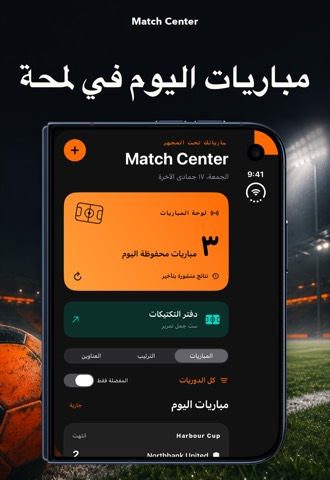 Match Center
مباريات اليوم في لمحة
مبارياتك تحت المجهر
Match Center
الجمعة، ١٧ جمادى الآخرة
9:41
لوحة المباريات
٣
مباريات محفوظة اليوم
نتائج منشورة بتأخير
دفتر التكتيكات
ست جمل تمرير
المباريات
الترتيب
العناوين
كل الدوريات
المفضلة فقط
مباريات اليوم
جارية
Harbour Cup
انتهت
Northbank United
2